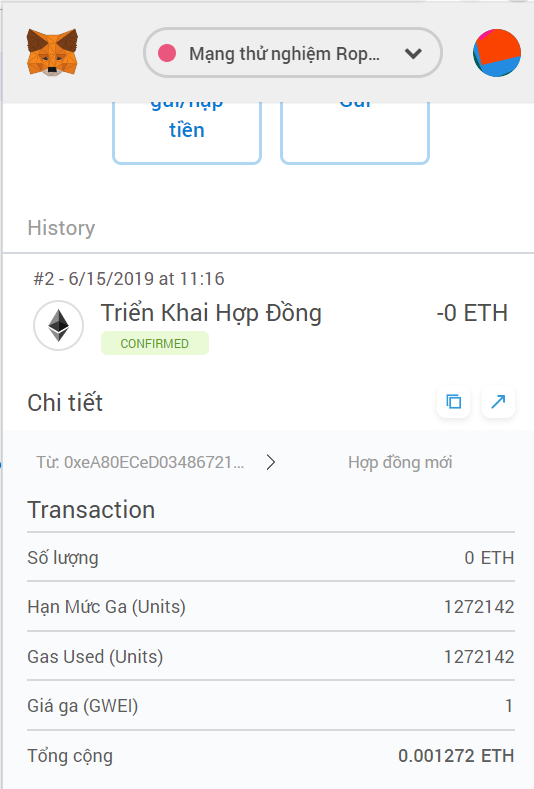 Mạng thử nghiệm Rop...
gửi/nạp
tiền
Gửi
History
#2 - 6/15/2019 at 11:16
Triển Khai Hợp Đồng
-0 ETH
CONFIRMED
Chi tiết
Từ: 0xeA80ECeD03486721...
Hợp đồng mới
Transaction
Số lượng
0 ETH
Hạn Mức Ga (Units)
1272142
Gas Used (Units)
1272142
Giá ga (GWEI)
1
Tổng cộng
0.001272 ETH